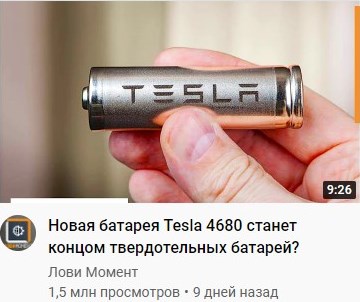 TESLA
9:26
Новая батарея Tesla 4680 станет
концом твердотельных батарей?
Лови Момент
1,5 млн просмотров • 9 дней назад